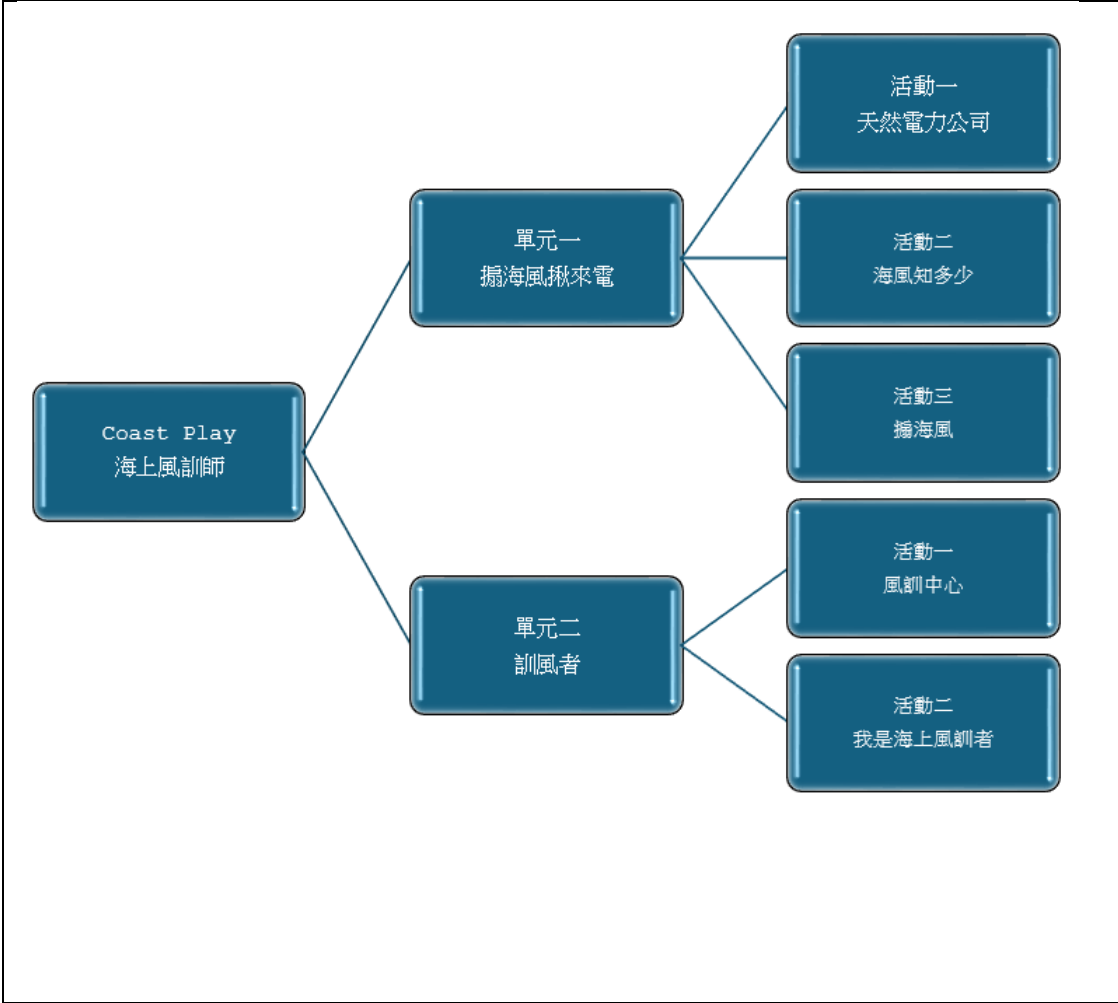 Coast Play
海上風訓師
單元一
搧海風揪來電
活動一
天然電力公司
活動二
海風知多少
活動三
搧海風
單元二
訓風者
活動一
風訓中心
活動二
我是海上風訓者